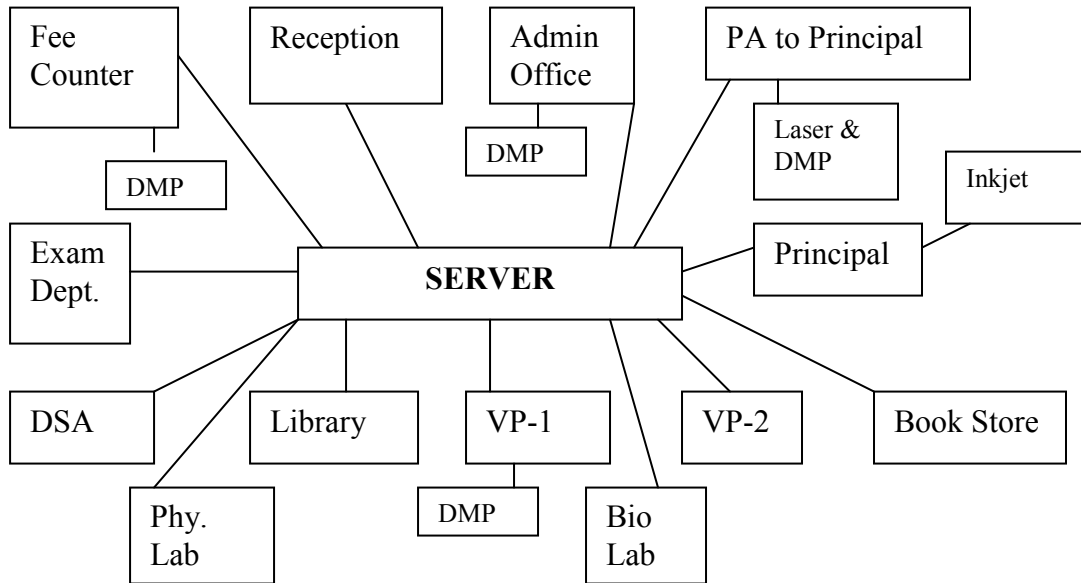 Fee
Counter
Reception
Admin
Office
PA to Principal
DMP
DMP
Laser &
DMP
Inkjet
Exam
Dept.
SERVER
Principal
DSA
Library
VP-1
VP-2
Book Store
Phy.
Lab
DMP
Bio
Lab